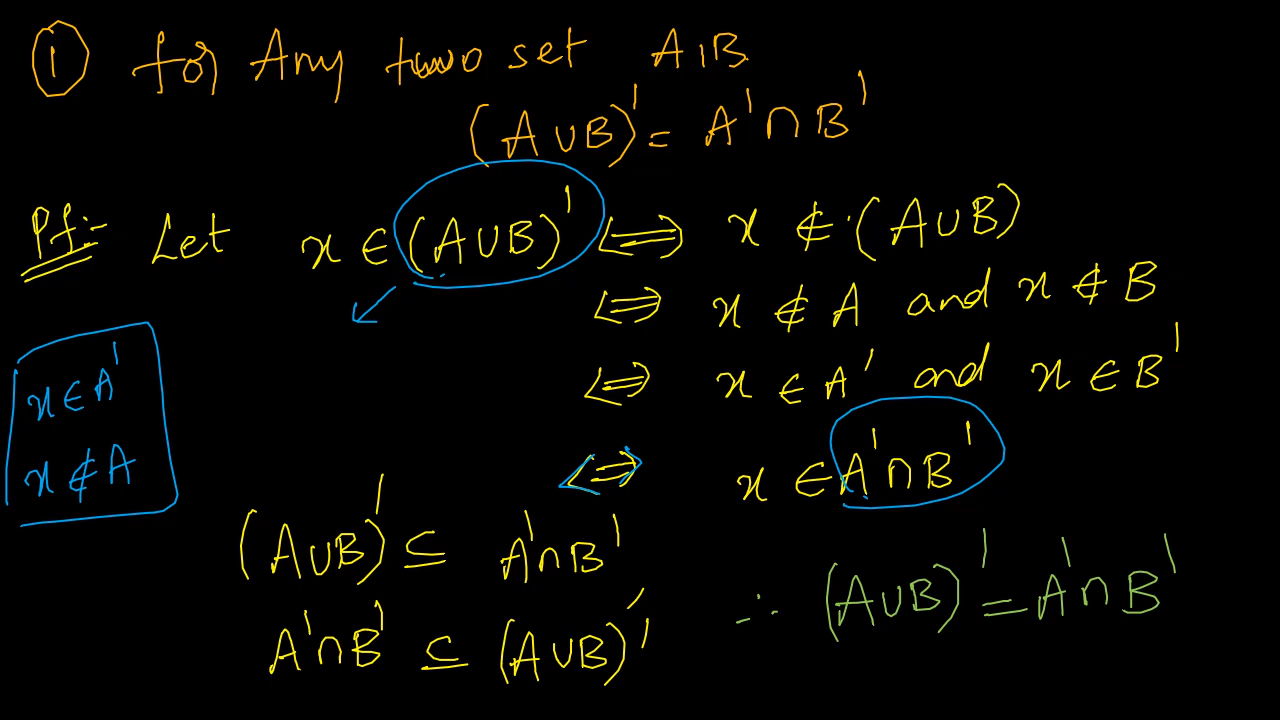 ① for Any two set A, B
(A∪B)' = A'∩B'
Pf:- Let x ∈ (A∪B)' ⟺ x ∉ (A∪B)
⟺ x ∉ A and x ∉ B
⟺ x ∈ A' and x ∈ B'
⟺ x ∈ A'∩B'
x ∈ A'
x ∉ A
(A∪B)' ⊆ A'∩B'
A'∩B' ⊆ (A∪B)'
∴ (A∪B)' = A'∩B'